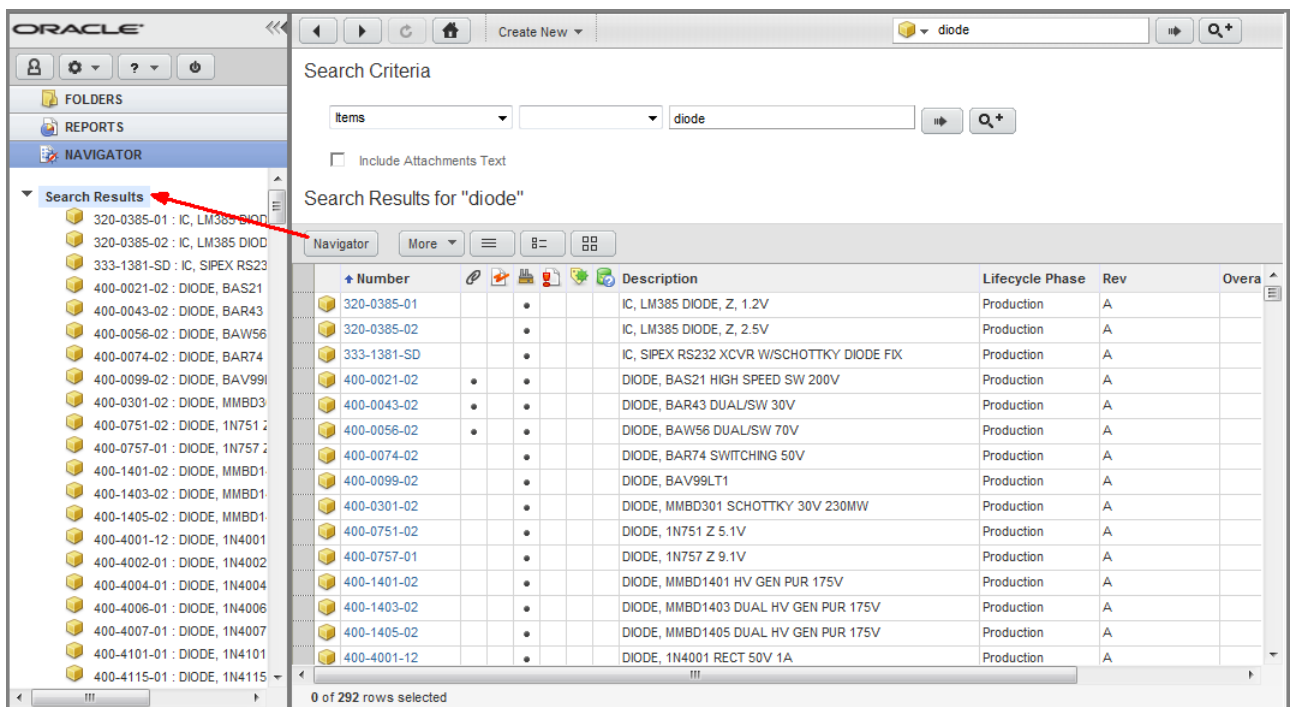 ORACLE
Create New
diode
FOLDERS
REPORTS
NAVIGATOR
Search Results
320-0385-01 : IC, LM385 DIOD
320-0385-02 : IC, LM385 DIOD
333-1381-SD : IC, SIPEX RS23
400-0021-02 : DIODE, BAS21
400-0043-02 : DIODE, BAR43
400-0056-02 : DIODE, BAW56
400-0074-02 : DIODE, BAR74
400-0099-02 : DIODE, BAV99
400-0301-02 : DIODE, MMBD3
400-0751-02 : DIODE, 1N751 Z
400-0757-01 : DIODE, 1N757 Z
400-1401-02 : DIODE, MMBD1
400-1403-02 : DIODE, MMBD1
400-1405-02 : DIODE, MMBD1
400-4001-12 : DIODE, 1N4001
400-4002-01 : DIODE, 1N4002
400-4004-01 : DIODE, 1N4004
400-4006-01 : DIODE, 1N4006
400-4007-01 : DIODE, 1N4007
400-4101-01 : DIODE, 1N4101
400-4115-01 : DIODE, 1N4115
Search Criteria
Items diode
Include Attachments Text
Search Results for "diode"
Navigator More
Number Description Lifecycle Phase Rev Overa
320-0385-01 IC, LM385 DIODE, Z, 1.2V Production A
320-0385-02 IC, LM385 DIODE, Z, 2.5V Production A
333-1381-SD IC, SIPEX RS232 XCVR W/SCHOTTKY DIODE FIX Production A
400-0021-02 DIODE, BAS21 HIGH SPEED SW 200V Production A
400-0043-02 DIODE, BAR43 DUAL/SW 30V Production A
400-0056-02 DIODE, BAW56 DUAL/SW 70V Production A
400-0074-02 DIODE, BAR74 SWITCHING 50V Production A
400-0099-02 DIODE, BAV99LT1 Production A
400-0301-02 DIODE, MMBD301 SCHOTTKY 30V 230MW Production A
400-0751-02 DIODE, 1N751 Z 5.1V Production A
400-0757-01 DIODE, 1N757 Z 9.1V Production A
400-1401-02 DIODE, MMBD1401 HV GEN PUR 175V Production A
400-1403-02 DIODE, MMBD1403 DUAL HV GEN PUR 175V Production A
400-1405-02 DIODE, MMBD1405 DUAL HV GEN PUR 175V Production A
400-4001-12 DIODE, 1N4001 RECT 50V 1A Production A
0 of 292 rows selected